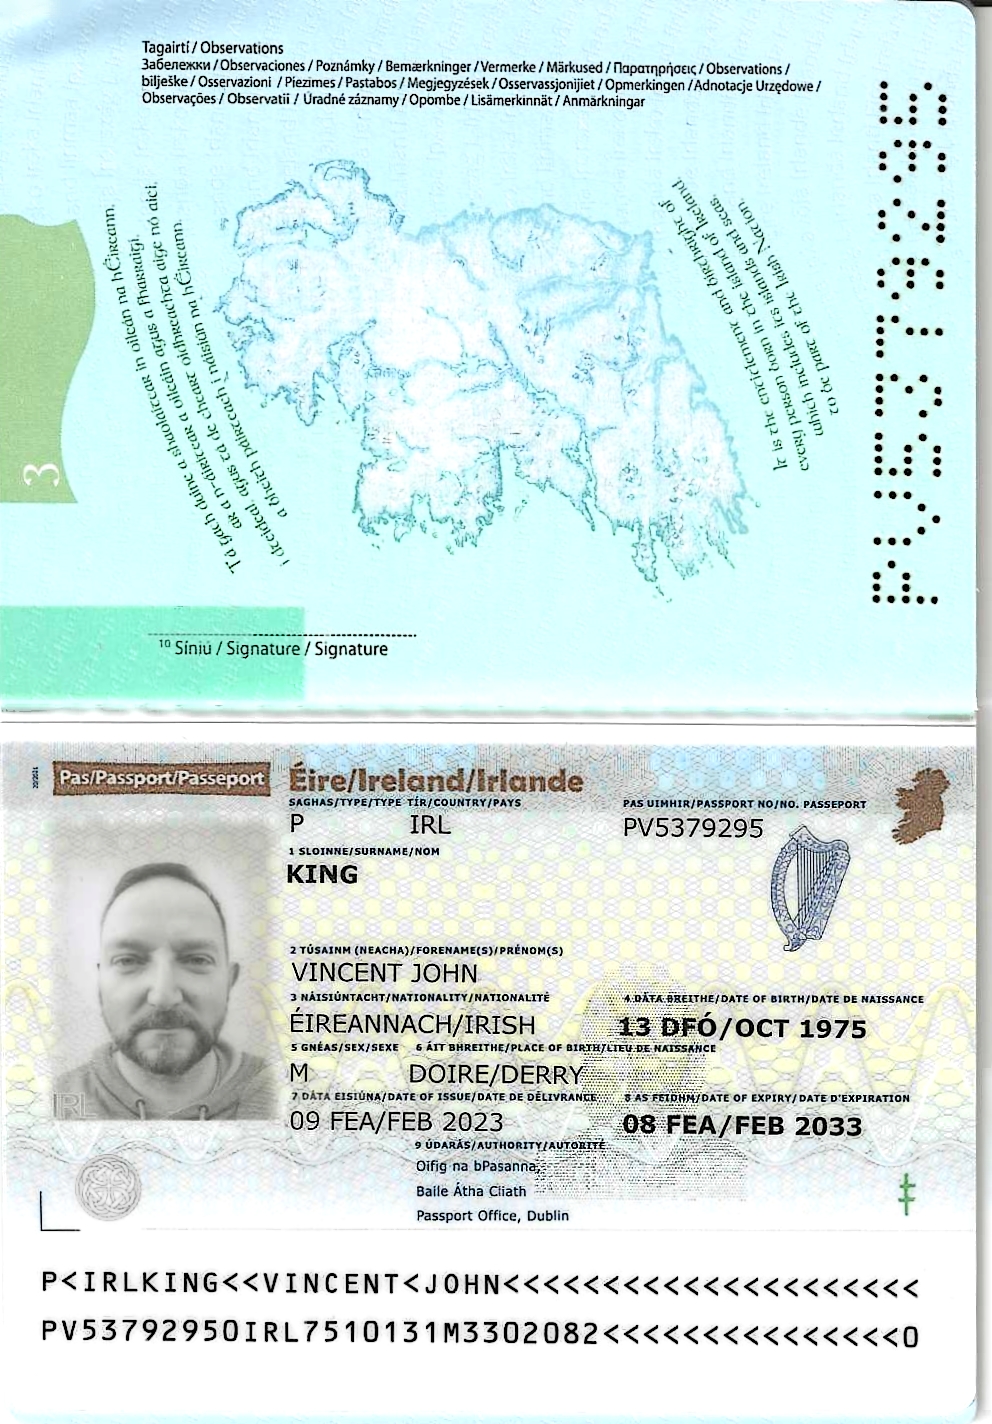 Tagairtí / Observations
Забележки / Observaciones / Poznámky / Bemærkninger / Vermerke / Märkused / Παρατηρήσεις / Observations /
bilješke / Osservazioni / Piezīmes / Pastabos / Megjegyzések / Osservassjonijiet / Opmerkingen / Adnotacje Urzędowe /
Observações / Observatii / Úradné záznamy / Opombe / Lisämerkinnät / Anmärkningar
PV5379295
Tá gach duine a shaolaítear in oileán na hÉireann,
ar a n-áirítear a oileáin agus a fharraigí,
i dteideal, agus tá de cheart oidhreachta aige nó aici,
a bheith páirteach i náisiún na hÉireann.
It is the entitlement and birthright of
every person born in the island of Ireland,
which includes its islands and seas,
to be part of the Irish Nation.
3
10 Síniú / Signature / Signature
Pas/Passport/Passeport
Éire/Ireland/Irlande
SAGHAS/TYPE/TYPE TÍR/COUNTRY/PAYS PAS UIMHIR/PASSPORT NO/NO. PASSEPORT
P IRL PV5379295
1 SLOINNE/SURNAME/NOM
KING
2 TÚSAINM (NEACHA)/FORENAME(S)/PRÉNOM(S)
VINCENT JOHN
3 NÁISIÚNTACHT/NATIONALITY/NATIONALITÉ 4 DÁTA BREITHE/DATE OF BIRTH/DATE DE NAISSANCE
ÉIREANNACH/IRISH 13 DFÓ/OCT 1975
5 GNÉAS/SEX/SEXE 6 ÁIT BHREITHE/PLACE OF BIRTH/LIEU DE NAISSANCE
M DOIRE/DERRY
7 DÁTA EISIÚNA/DATE OF ISSUE/DATE DE DÉLIVRANCE 8 AS FEIDHM/DATE OF EXPIRY/DATE D'EXPIRATION
09 FEA/FEB 2023 08 FEA/FEB 2033
9 ÚDARÁS/AUTHORITY/AUTORITÉ
IRL
Oifig na bPasanna,
Baile Átha Cliath
Passport Office, Dublin
P<IRLKING<<VINCENT<JOHN<<<<<<<<<<<<<<<<<<<<<
PV53792950IRL7510131M3302082<<<<<<<<<<<<<<<0